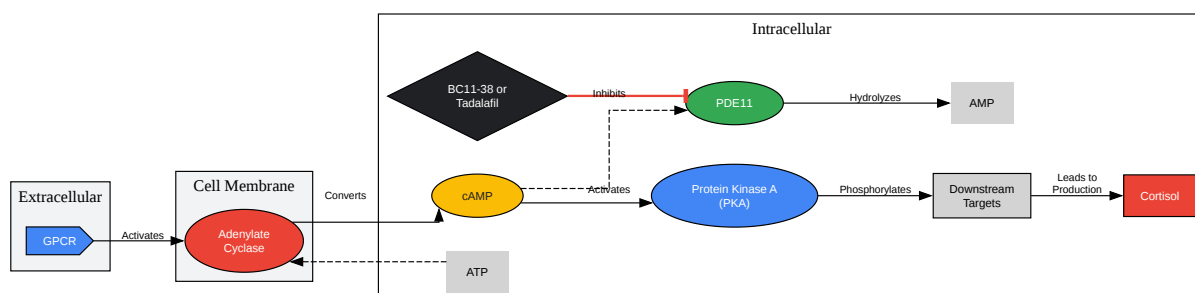 Intracellular
BC11-38 or
Tadalafil
Inhibits
PDE11
Hydrolyzes
AMP
Extracellular
GPCR
Activates
Cell Membrane
Adenylate
Cyclase
Converts
cAMP
Activates
Protein Kinase A
(PKA)
Phosphorylates
Downstream
Targets
Leads to
Production
Cortisol
ATP